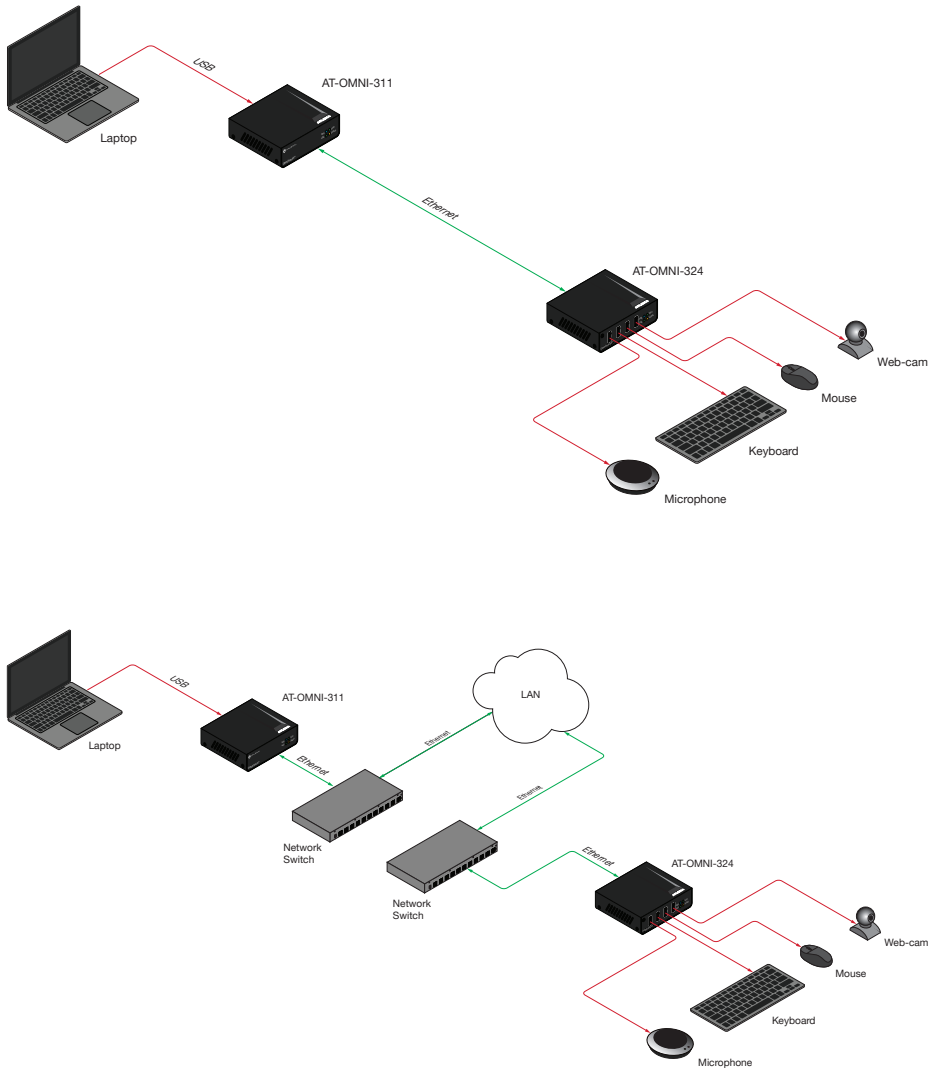 USB
AT-OMNI-311
Laptop
Ethernet
AT-OMNI-324
Web-cam
Mouse
Keyboard
Microphone
USB
LAN
AT-OMNI-311
Laptop
Ethernet
Ethernet
Ethernet
Network
Switch
Ethernet
AT-OMNI-324
Network
Switch
Web-cam
Mouse
Keyboard
Microphone